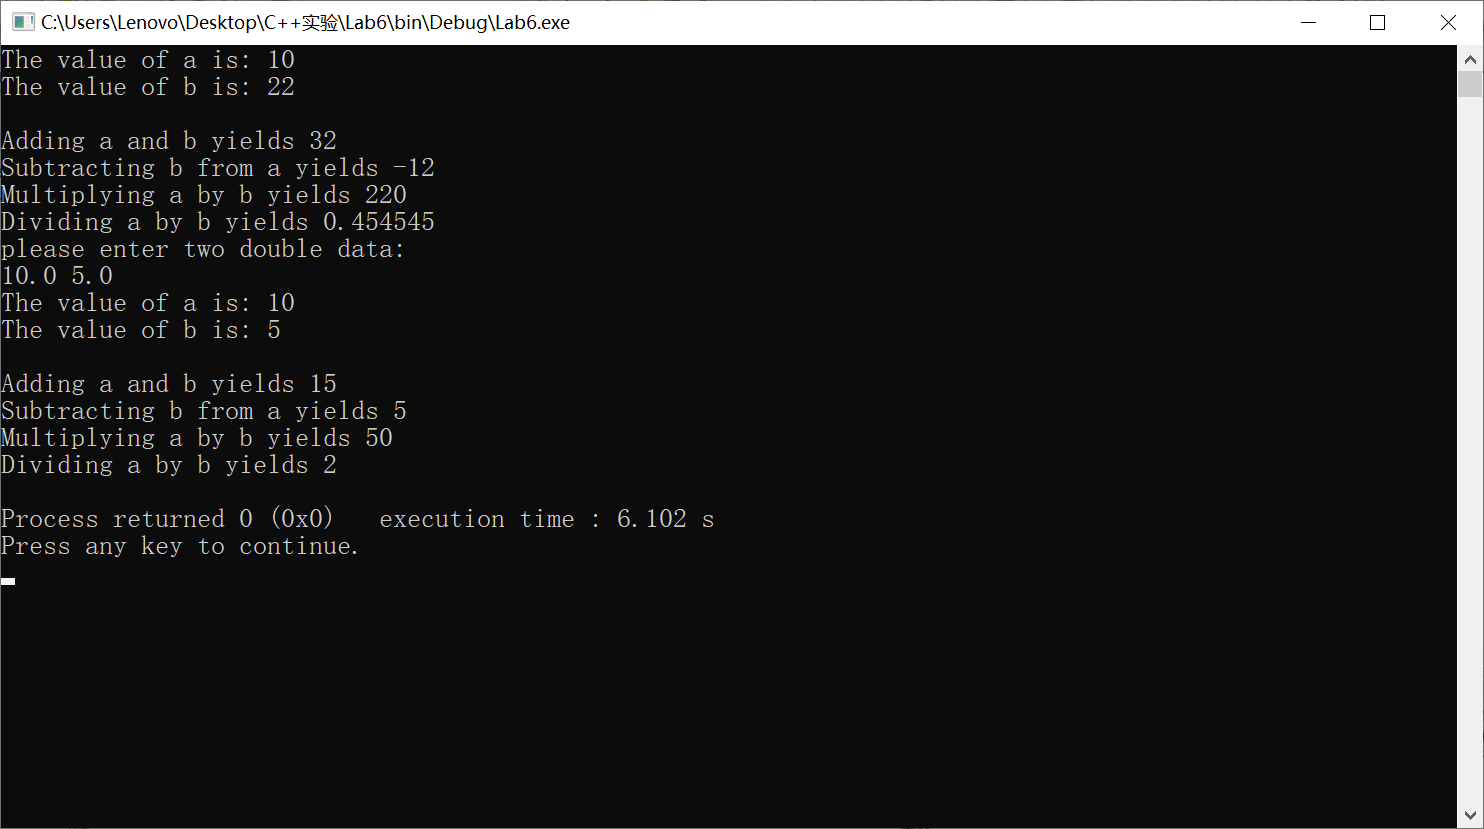 C:\Users\Lenovo\Desktop\C++实验\Lab6\bin\Debug\Lab6.exe
The value of a is: 10
The value of b is: 22
Adding a and b yields 32
Subtracting b from a yields -12
Multiplying a by b yields 220
Dividing a by b yields 0.454545
please enter two double data:
10.0 5.0
The value of a is: 10
The value of b is: 5
Adding a and b yields 15
Subtracting b from a yields 5
Multiplying a by b yields 50
Dividing a by b yields 2
Process returned 0 (0x0)   execution time : 6.102 s
Press any key to continue.